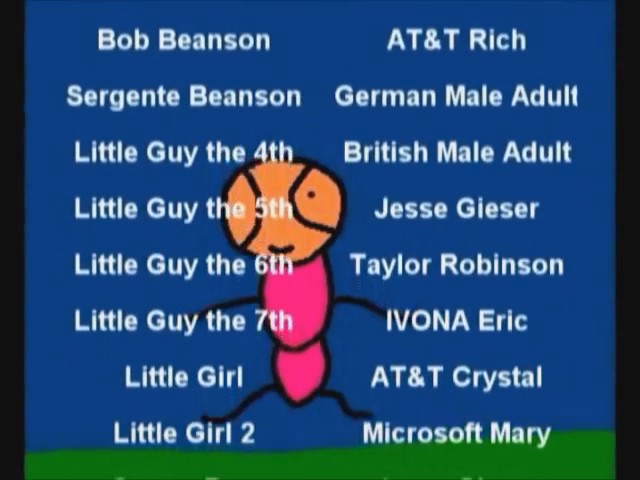 Bob Beanson AT&T Rich
Sergente Beanson German Male Adult
Little Guy the 4th British Male Adult
Little Guy the 5th Jesse Gieser
Little Guy the 6th Taylor Robinson
Little Guy the 7th IVONA Eric
Little Girl AT&T Crystal
Little Girl 2 Microsoft Mary